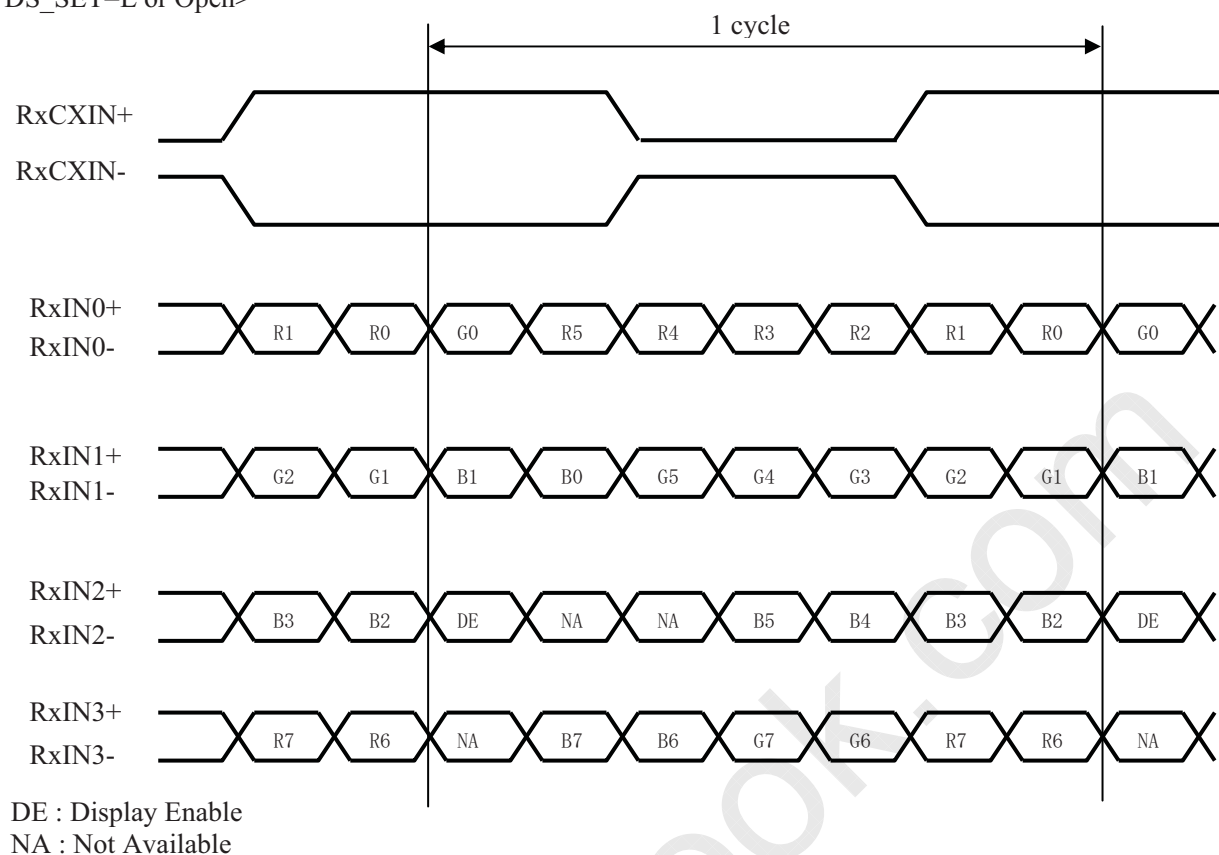 1 cycle
RxCXIN+
RxCXIN-
RxIN0+
R1 R0 G0 R5 R4 R3 R2 R1 R0 G0
RxIN0-
RxIN1+
G2 G1 B1 B0 G5 G4 G3 G2 G1 B1
RxIN1-
RxIN2+
B3 B2 DE NA NA B5 B4 B3 B2 DE
RxIN2-
RxIN3+
R7 R6 NA B7 B6 G7 G6 R7 R6 NA
RxIN3-
DE : Display Enable
NA : Not Available